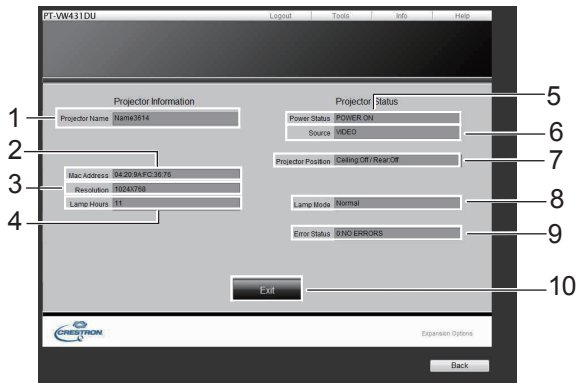 PT-VW431DU
Logout
Tools
Info
Help
Projector Information
Projector Status
1
Projector Name
Name3614
2
Mac Address
04:20:9A:FC:36:76
3
Resolution
1024X768
Lamp Hours
11
4
5
Power Status
POWER ON
Source
VIDEO
6
Projector Position
Ceiling:Off / Rear:Off
7
Lamp Mode
Normal
8
Error Status
0:NO ERRORS
9
Exit
10
CRESTRON
Expansion Options
Back